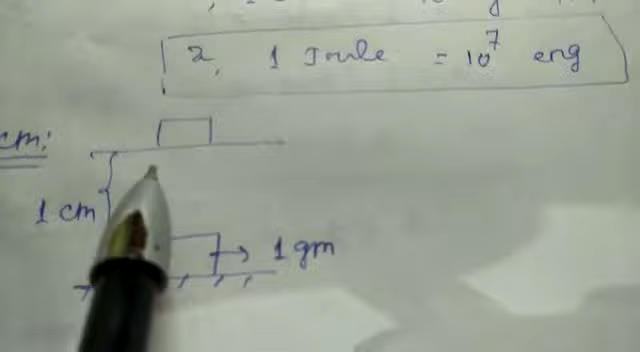 2, 1 Joule = 10⁷ erg
cm:
1 cm
1 gm